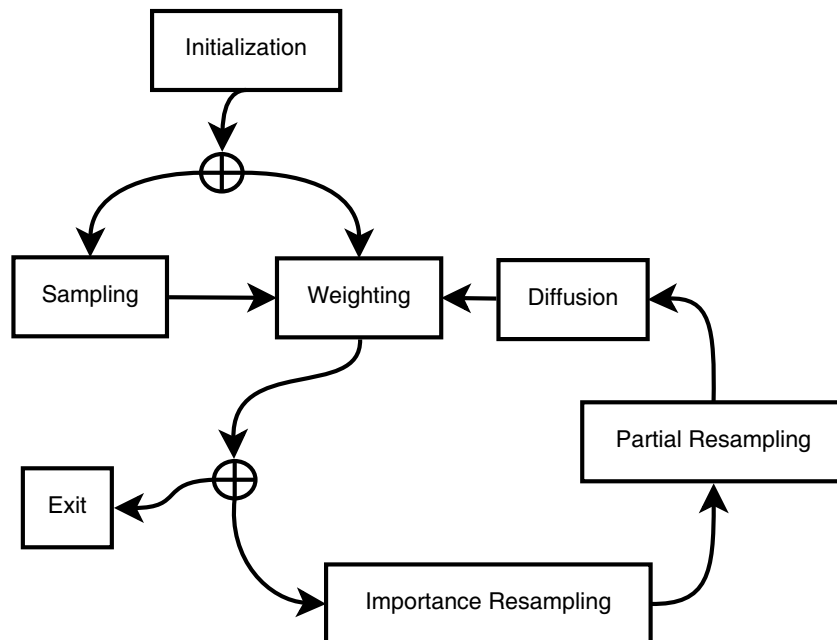 Initialization
Sampling
Weighting
Diffusion
Partial Resampling
Exit
Importance Resampling